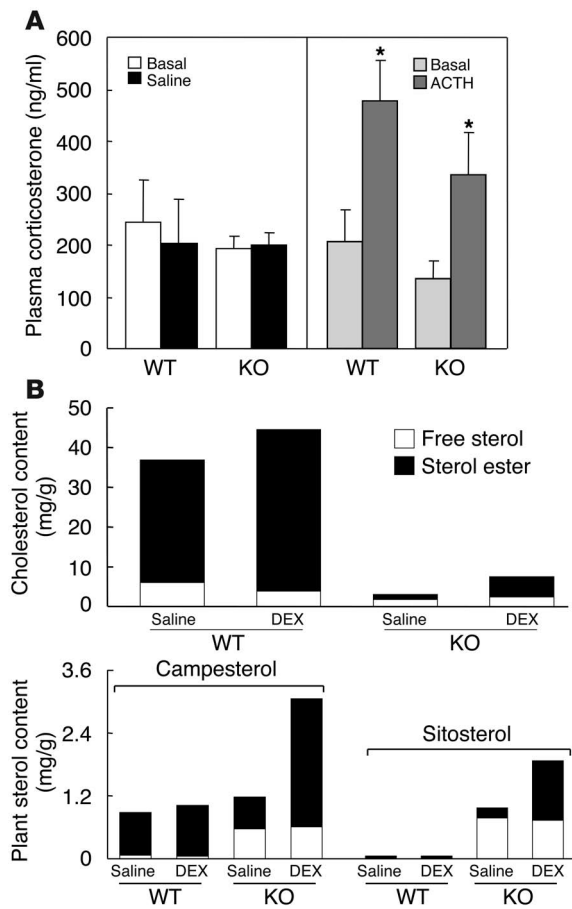 A
Plasma corticosterone (ng/ml)
600
500
400
300
200
100
0
Basal
Saline
Basal
ACTH
*
*
WT
KO
WT
KO
B
Cholesterol content
(mg/g)
50
40
30
20
10
0
Free sterol
Sterol ester
Saline
DEX
Saline
DEX
WT
KO
Plant sterol content
(mg/g)
3.6
2.4
1.2
0
Campesterol
Sitosterol
Saline
DEX
Saline
DEX
Saline
DEX
Saline
DEX
WT
KO
WT
KO